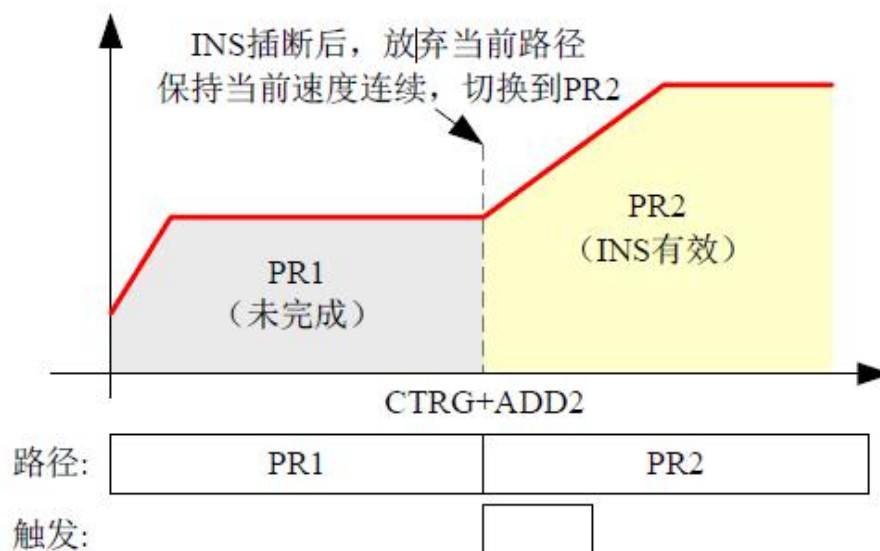 INS插断后，放弃当前路径
保持当前速度连续，切换到PR2
PR2
（INS有效）
PR1
（未完成）
CTRG+ADD2
路径: PR1 PR2
触发: